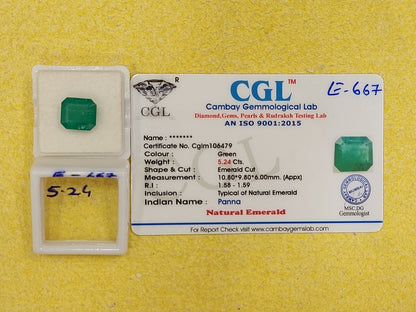 CGL™
R
CGL
Cambay Gemmological Lab
Diamond, Gems, Pearls & Rudraksh Testing Lab
AN ISO 9001:2015
E-667
Name : *******
Certificate No. Cglm106479
Colour : Green
Weight : 5.24 Cts.
Shape & Cut : Emerald Cut
Measurement : 10.80*9.80*6.00mm. (Appx)
R.I : 1.58 - 1.59
Inclusion : Typical of Natural Emerald
Indian Name : Panna
Natural Emerald
MUMBAI
MSC,DG
Gemmologist
For Report Check visit www.cambaygemslab.com
E-667
5-24